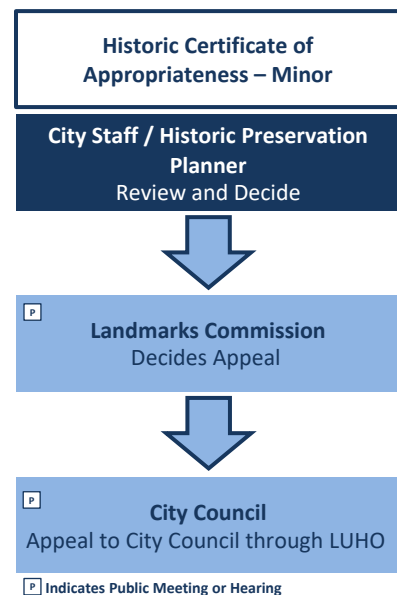 Historic Certificate of
Appropriateness – Minor
City Staff / Historic Preservation
Planner
Review and Decide
P
Landmarks Commission
Decides Appeal
P
City Council
Appeal to City Council through LUHO
P Indicates Public Meeting or Hearing